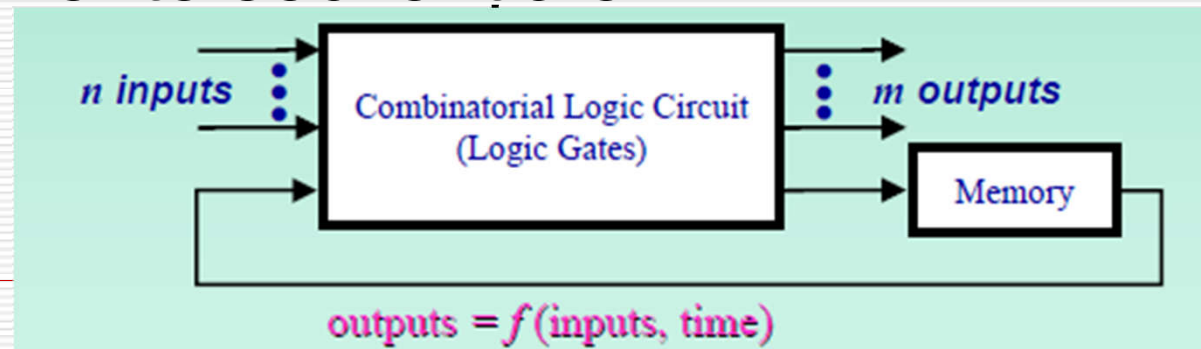 n inputs
m outputs
Combinatorial Logic Circuit
(Logic Gates)
Memory
outputs = f (inputs, time)